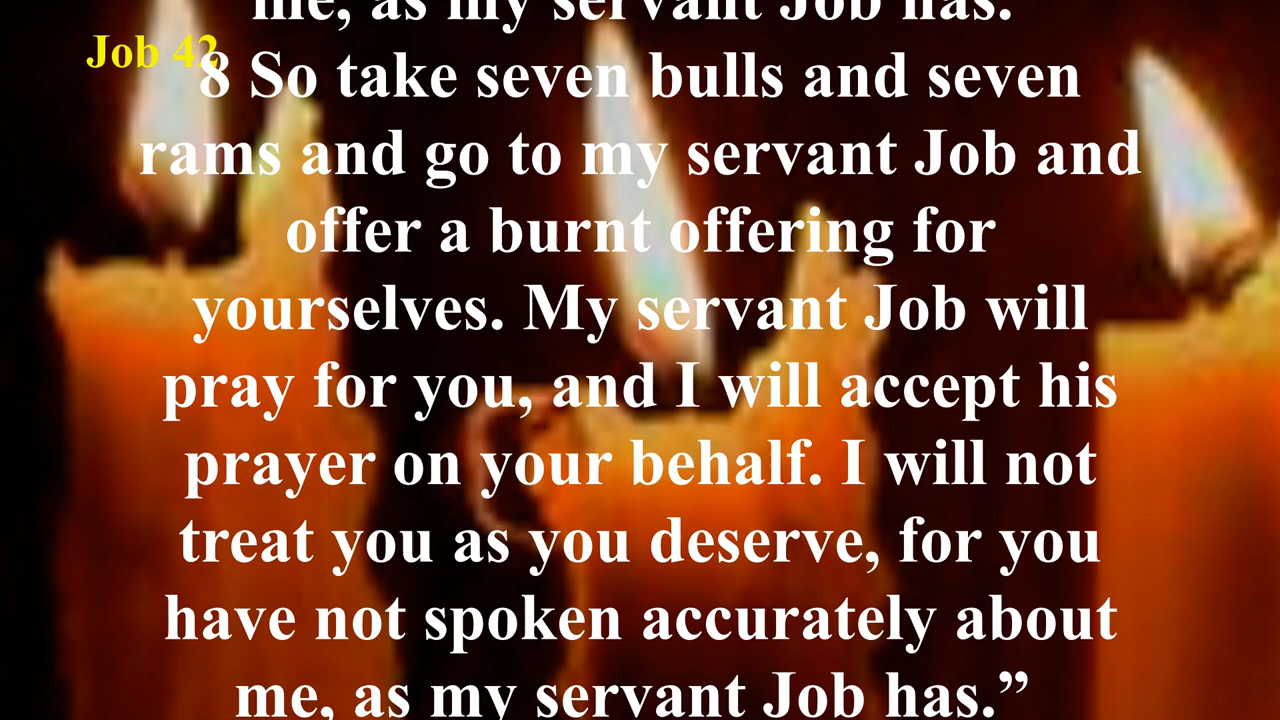 me, as my servant Job has.
Job 42
8 So take seven bulls and seven
rams and go to my servant Job and
offer a burnt offering for
yourselves. My servant Job will
pray for you, and I will accept his
prayer on your behalf. I will not
treat you as you deserve, for you
have not spoken accurately about
me, as my servant Job has.”